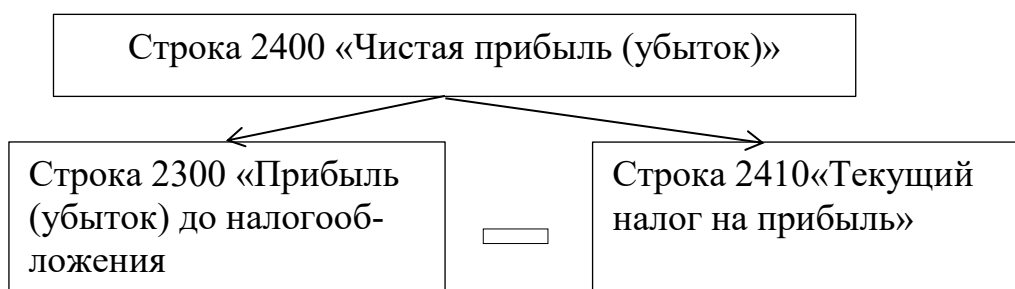 Строка 2400 «Чистая прибыль (убыток)»
Строка 2300 «Прибыль
(убыток) до налогооб-
ложения
Строка 2410«Текущий
налог на прибыль»